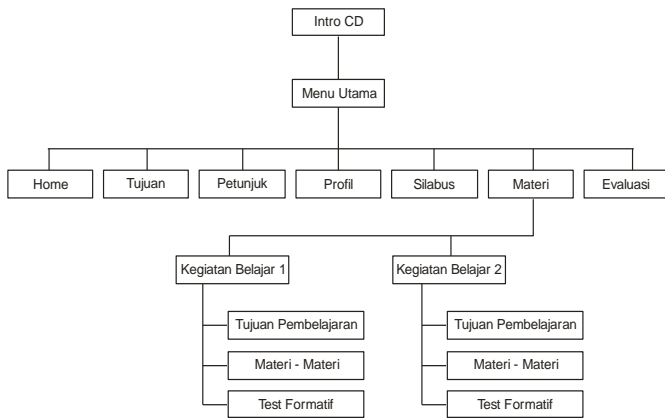 Intro CD
Menu Utama
Home
Tujuan
Petunjuk
Profil
Silabus
Materi
Evaluasi
Kegiatan Belajar 1
Kegiatan Belajar 2
Tujuan Pembelajaran
Tujuan Pembelajaran
Materi - Materi
Materi - Materi
Test Formatif
Test Formatif